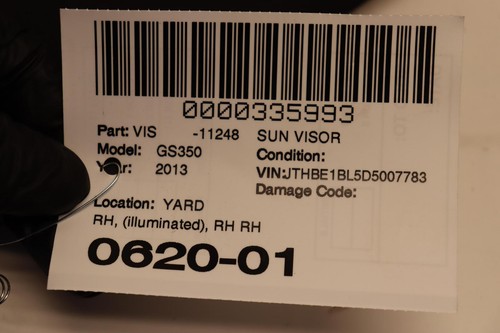 0000335993
Part: VIS -11248 SUN VISOR
Model: GS350 Condition:
Year: 2013 VIN:JTHBE1BL5D5007783
Damage Code:
Location: YARD
RH, (illuminated), RH RH
0620-01